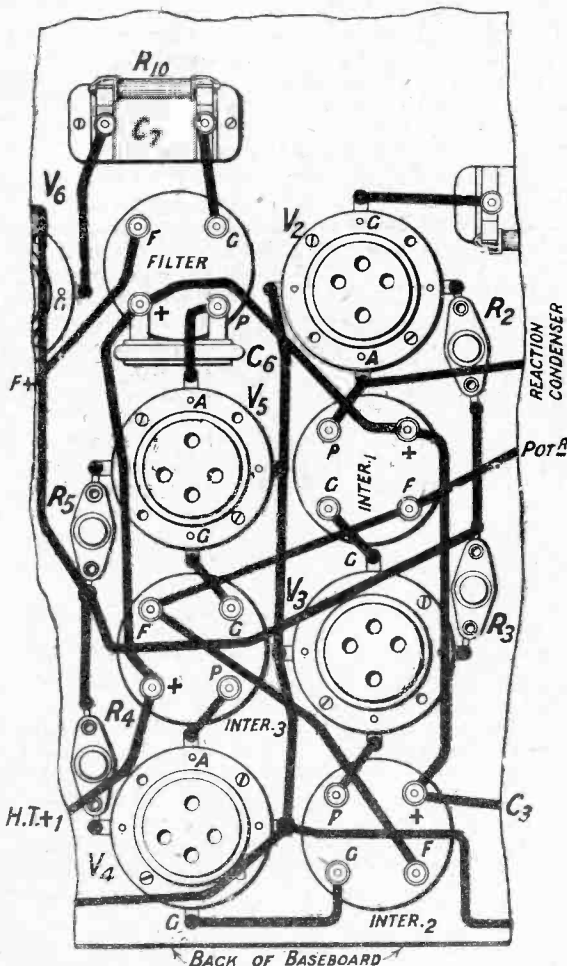 R10
C7
V6
V2
G
F
G
FILTER
G
R2
+
P
C6
A
REACTION
CONDENSER
F+
A
V5
P
+
POTR
INTER.1
G
F
R5
G
G
V3
F
G
R3
R4
+
P
INTER.3
A
H.T.+1
P
+
C3
V4
G
F
G
INTER.2
BACK OF BASEBOARD